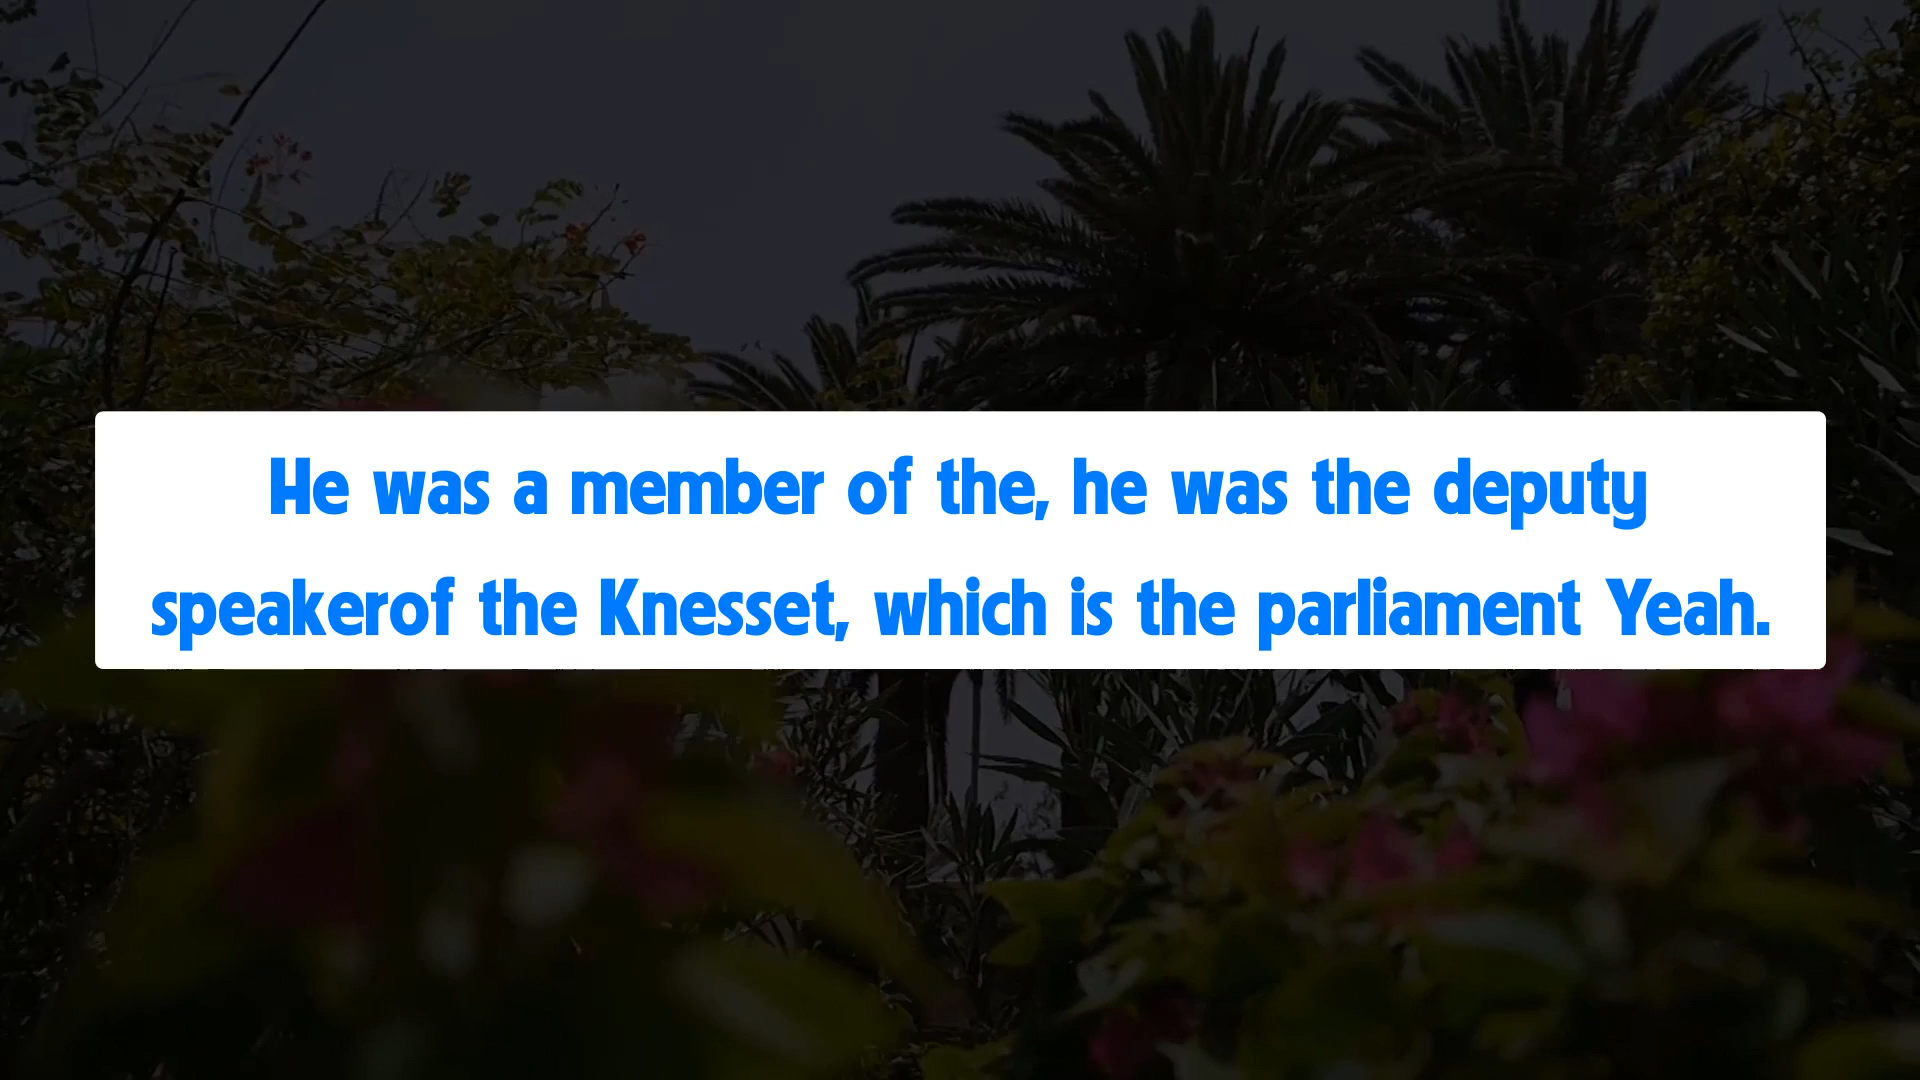 He was a member of the, he was the deputy
speakerof the Knesset, which is the parliament Yeah.